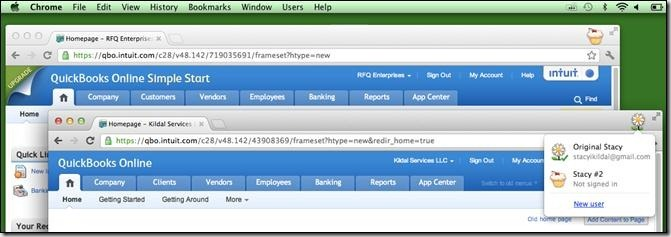 Chrome File Edit View History Bookmarks Window Users Help
Homepage – RFQ Enterprises
https://qbo.intuit.com/c28/v48.142/719035691/frameset?htype=new
UPGRADE
QuickBooks Online Simple Start
RFQ Enterprises Sign Out My Account Help
intuit
Company Customers Vendors Employees Banking Reports App Center
Find
Home
Quick Li
New i
Banki
Your Re
Homepage – Kildal Services
https://qbo.intuit.com/c28/v48.142/43908369/frameset?htype=new&redir_home=true
QuickBooks Online
Kildal Services LLC Sign Out My A
Company Clients Vendors Employees Banking Reports App Center
Switch to old menus ?
Home Getting Started Getting Around More
Old home page
Add Content to Page
Original Stacy
stacyikildal@gmail.com
Stacy #2
Not signed in
New user